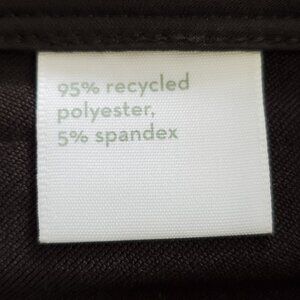 95% recycled
polyester,
5% spandex